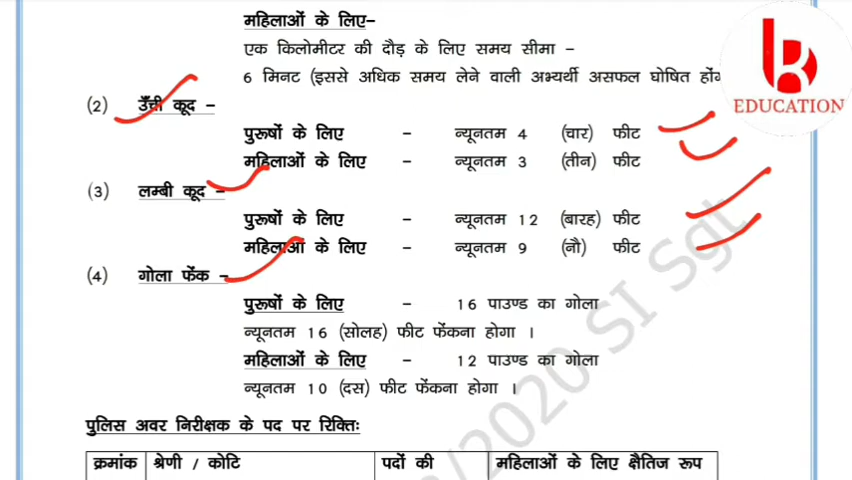 महिलाओं के लिए-
एक किलोमीटर की दौड़ के लिए समय सीमा -
6 मिनट (इससे अधिक समय लेने वाली अभ्यर्थी असफल घोषित
EDUCATION
(2) उँची कूद -
पुरूषों के लिए - न्यूनतम 4 (चार) फीट
महिलाओं के लिए - न्यूनतम 3 (तीन) फीट
(3) लम्बी कूद -
पुरूषों के लिए - न्यूनतम 12 (बारह) फीट
महिलाओं के लिए - न्यूनतम 9 (नौ) फीट
(4) गोला फेंक -
पुरूषों के लिए - 16 पाउण्ड का गोला
न्यूनतम 16 (सोलह) फीट फेंकना होगा ।
महिलाओं के लिए - 12 पाउण्ड का गोला
न्यूनतम 10 (दस) फीट फेंकना होगा ।
पुलिस अवर निरीक्षक के पद पर रिक्तिः
क्रमांक श्रेणी / कोटि पदों की महिलाओं के लिए क्षैतिज रूप
/2020 SI Sgt